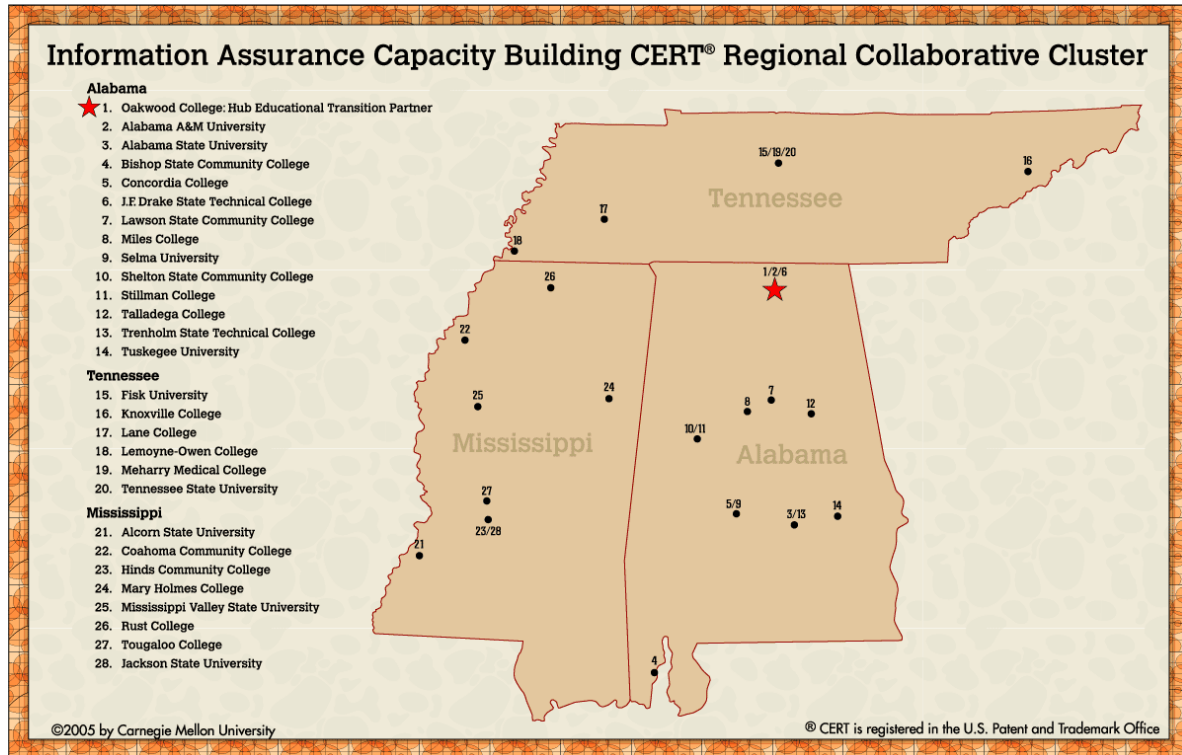 Information Assurance Capacity Building CERT® Regional Collaborative Cluster
Alabama
1. Oakwood College: Hub Educational Transition Partner
2. Alabama A&M University
3. Alabama State University
4. Bishop State Community College
5. Concordia College
6. J.F. Drake State Technical College
7. Lawson State Community College
8. Miles College
9. Selma University
10. Shelton State Community College
11. Stillman College
12. Talladega College
13. Trenholm State Technical College
14. Tuskegee University
Tennessee
15. Fisk University
16. Knoxville College
17. Lane College
18. Lemoyne-Owen College
19. Meharry Medical College
20. Tennessee State University
Mississippi
21. Alcorn State University
22. Coahoma Community College
23. Hinds Community College
24. Mary Holmes College
25. Mississippi Valley State University
26. Rust College
27. Tougaloo College
28. Jackson State University
15/19/20
16
Tennessee
17
18
1/2/6
26
22
24
25
7
8
12
10/11
Mississippi
Alabama
27
23/28
21
5/9
3/13
14
4
©2005 by Carnegie Mellon University
® CERT is registered in the U.S. Patent and Trademark Office